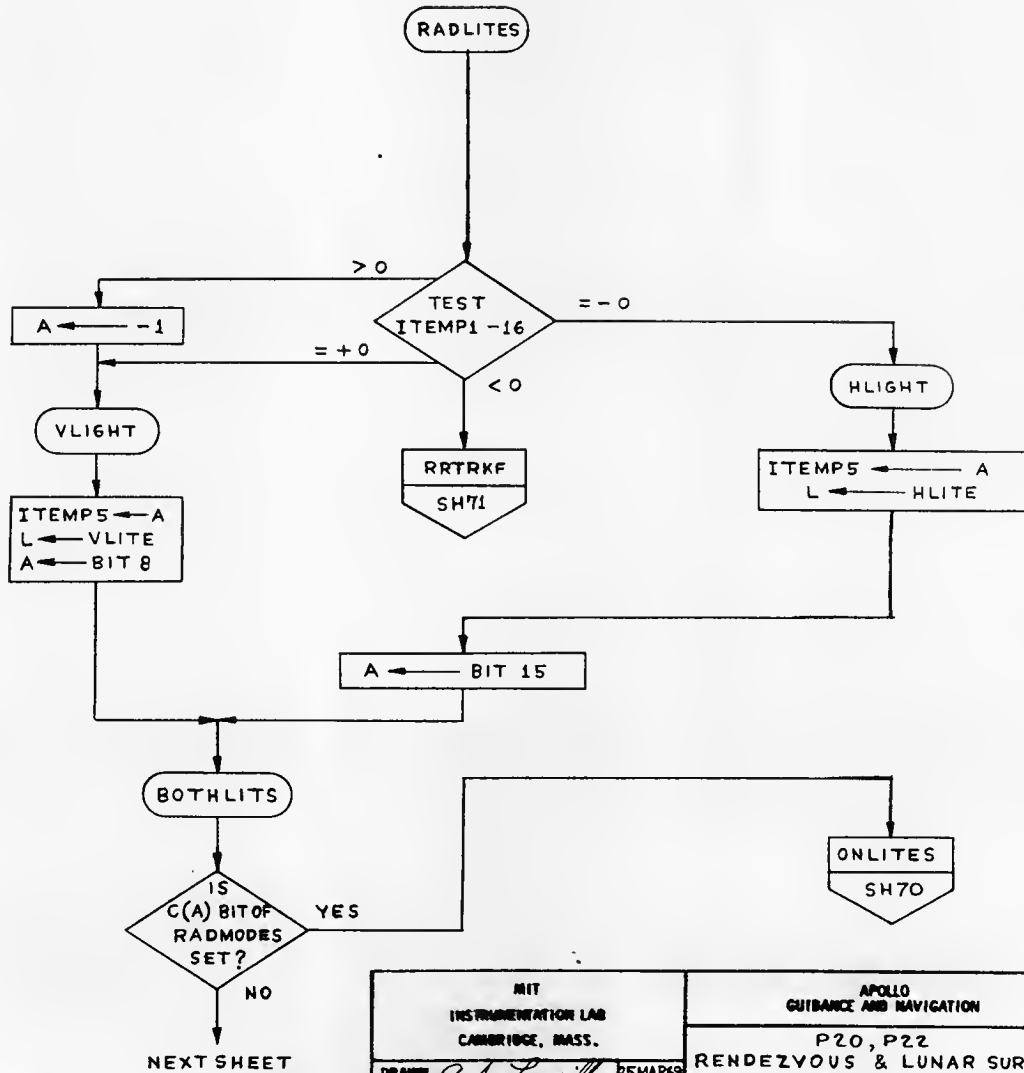 RADLITES
> 0
TEST
ITEMP1 -16
= -0
A ← -1
= +0
< 0
HLIGHT
VLIGHT
RRTRKF
SH71
ITEMP5 ← A
L ← HLITE
ITEMP5 ← A
L ← VLITE
A ← BIT 8
A ← BIT 15
BOTHLITS
ONLITES
SH70
IS
C(A) BIT OF
RADMODES
SET?
YES
NO
NEXT SHEET
MIT
INSTRUMENTATION LAB
CAMBRIDGE, MASS.
APOLLO
GUIDANCE AND NAVIGATION
P20, P22
RENDEZVOUS & LUNAR SUR